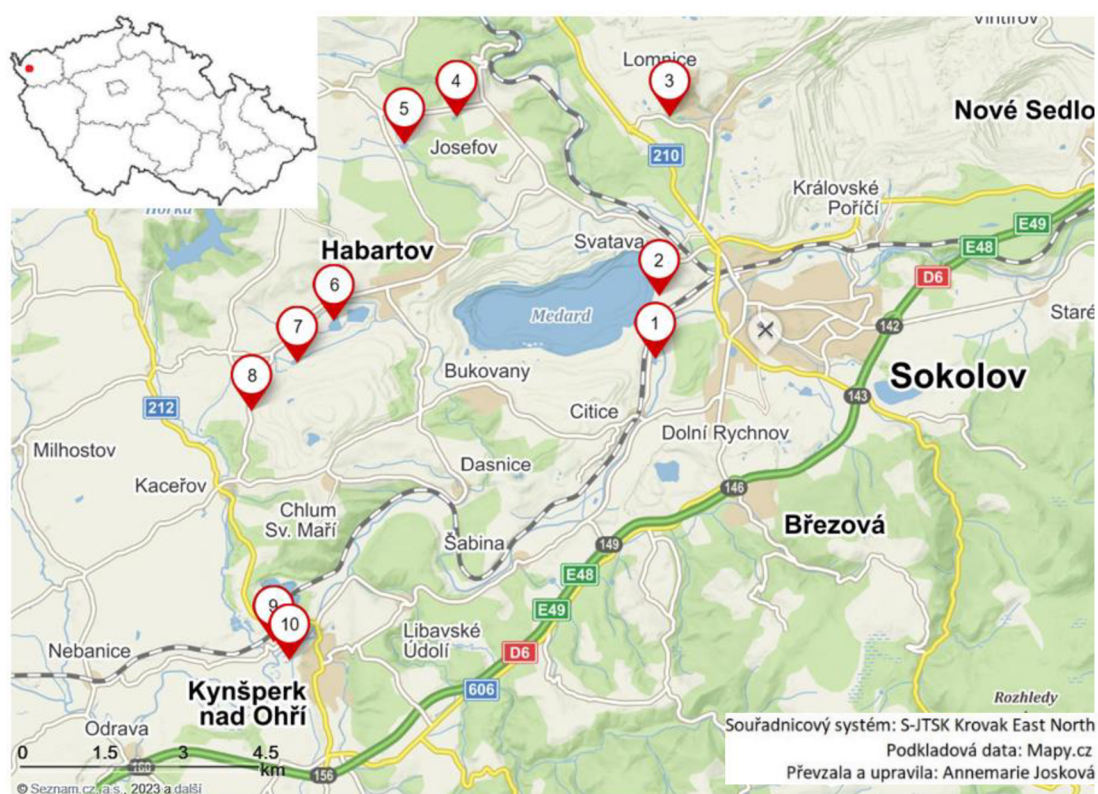 Vintířov
Lomnice
3
4
5
Nové Sedlo
Josefov
210
Královské
Poříčí
Horka
E49
E48
D6
Svatava
Habartov
2
6
Medard
1
Staré
7
142
8
Bukovany
Sokolov
143
212
Citice
Dolní Rychnov
Milhostov
Dasnice
Kaceřov
146
Chlum
Sv. Maří
Březová
Šabina
149
E48
9
E49
10
Libavské
Údolí
Nebanice
D6
606
Kynšperk
nad Ohří
Rozhledy
Odrava
Souřadnicový systém: S-JTSK Krovak East North
0 1.5 3 4.5
km
Podkladová data: Mapy.cz
160
156
Převzala a upravila: Annemarie Josková
© Seznam.cz, a.s., 2023 a další